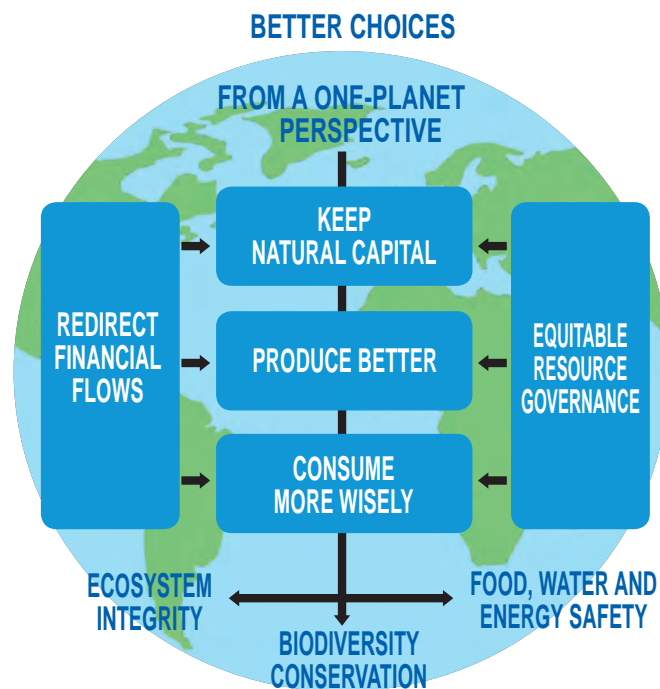 BETTER CHOICES
FROM A ONE-PLANET
PERSPECTIVE
KEEP
NATURAL CAPITAL
REDIRECT
FINANCIAL
FLOWS
PRODUCE BETTER
EQUITABLE
RESOURCE
GOVERNANCE
CONSUME
MORE WISELY
ECOSYSTEM
INTEGRITY
BIODIVERSITY
CONSERVATION
FOOD, WATER AND
ENERGY SAFETY